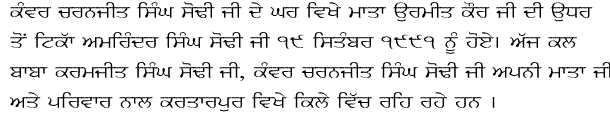 ਕੰਵਰ ਚਰਨਜੀਤ ਸਿੰਘ ਸੋਢੀ ਜੀ ਦੇ ਘਰ ਵਿਖੇ ਮਾਤਾ ਉਰਮੀਤ ਕੌਰ ਜੀ ਦੀ ਉਧਰ
ਤੋਂ ਟਿਕੱਾ ਅਮਰਿੰਦਰ ਸਿੰਘ ਸੋਢੀ ਜੀ ੧੯ ਸਿਤੰਬਰ ੧੯੯੧ ਨੂੰ ਹੋਏ। ਅੱਜ ਕਲ
ਬਾਬਾ ਕਰਮਜੀਤ ਸਿੰਘ ਸੋਢੀ ਜੀ, ਕੰਵਰ ਚਰਨਜੀਤ ਸਿੰਘ ਸੋਢੀ ਜੀ ਅਪਨੀ ਮਾਤਾ ਜੀ
ਅਤੇ ਪਰਿਵਾਰ ਨਾਲ ਕਰਤਾਰਪੁਰ ਵਿਖੇ ਕਿਲੇ ਵਿੱਚ ਰਹਿ ਰਹੇ ਹਨ ।